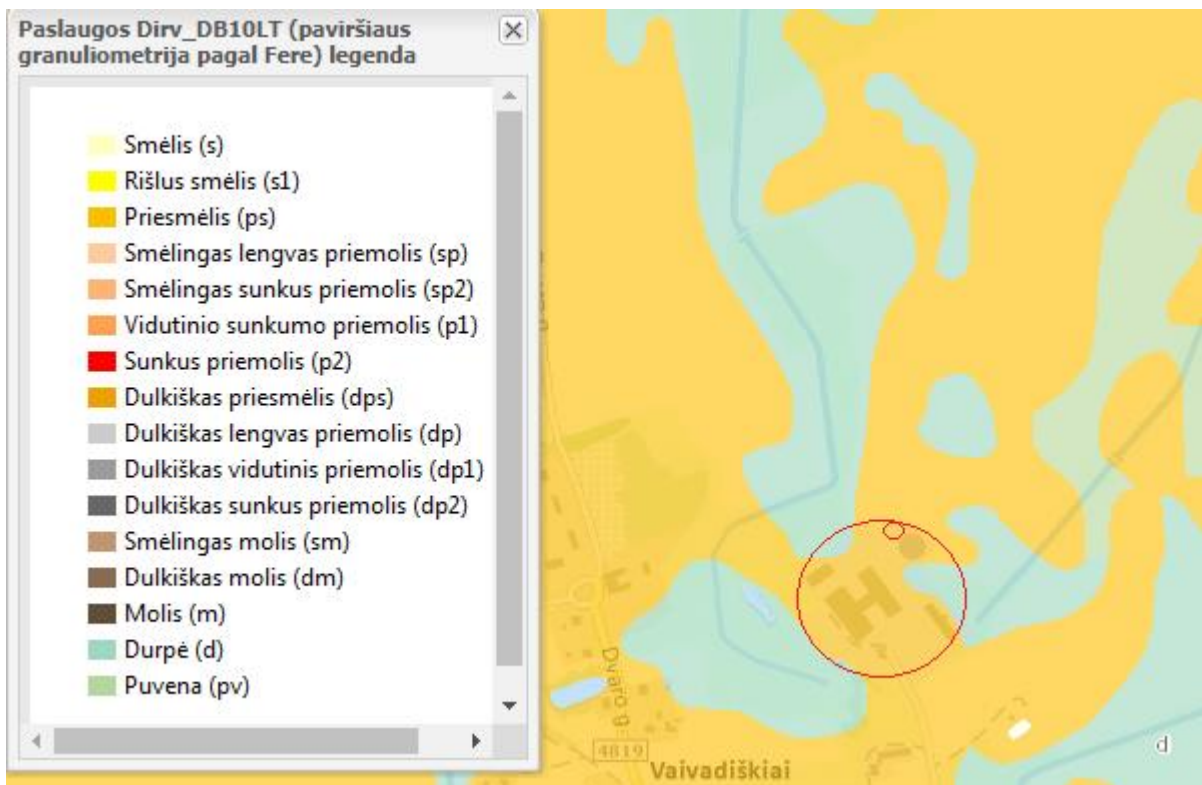 Paslaugos Dirv_DB10LT (paviršiaus
granuliometrija pagal Fere) legenda
Smėlis (s)
Rišlus smėlis (s1)
Priesmėlis (ps)
Smėlingas lengvas priemolis (sp)
Smėlingas sunkus priemolis (sp2)
Vidutinio sunkumo priemolis (p1)
Sunkus priemolis (p2)
Dulkiškas priesmėlis (dps)
Dulkiškas lengvas priemolis (dp)
Dulkiškas vidutinis priemolis (dp1)
Dulkiškas sunkus priemolis (dp2)
Smėlingas molis (sm)
Dulkiškas molis (dm)
Molis (m)
Durpė (d)
Puvena (pv)
Dvaro g.
4819
Vaivadiškiai
d